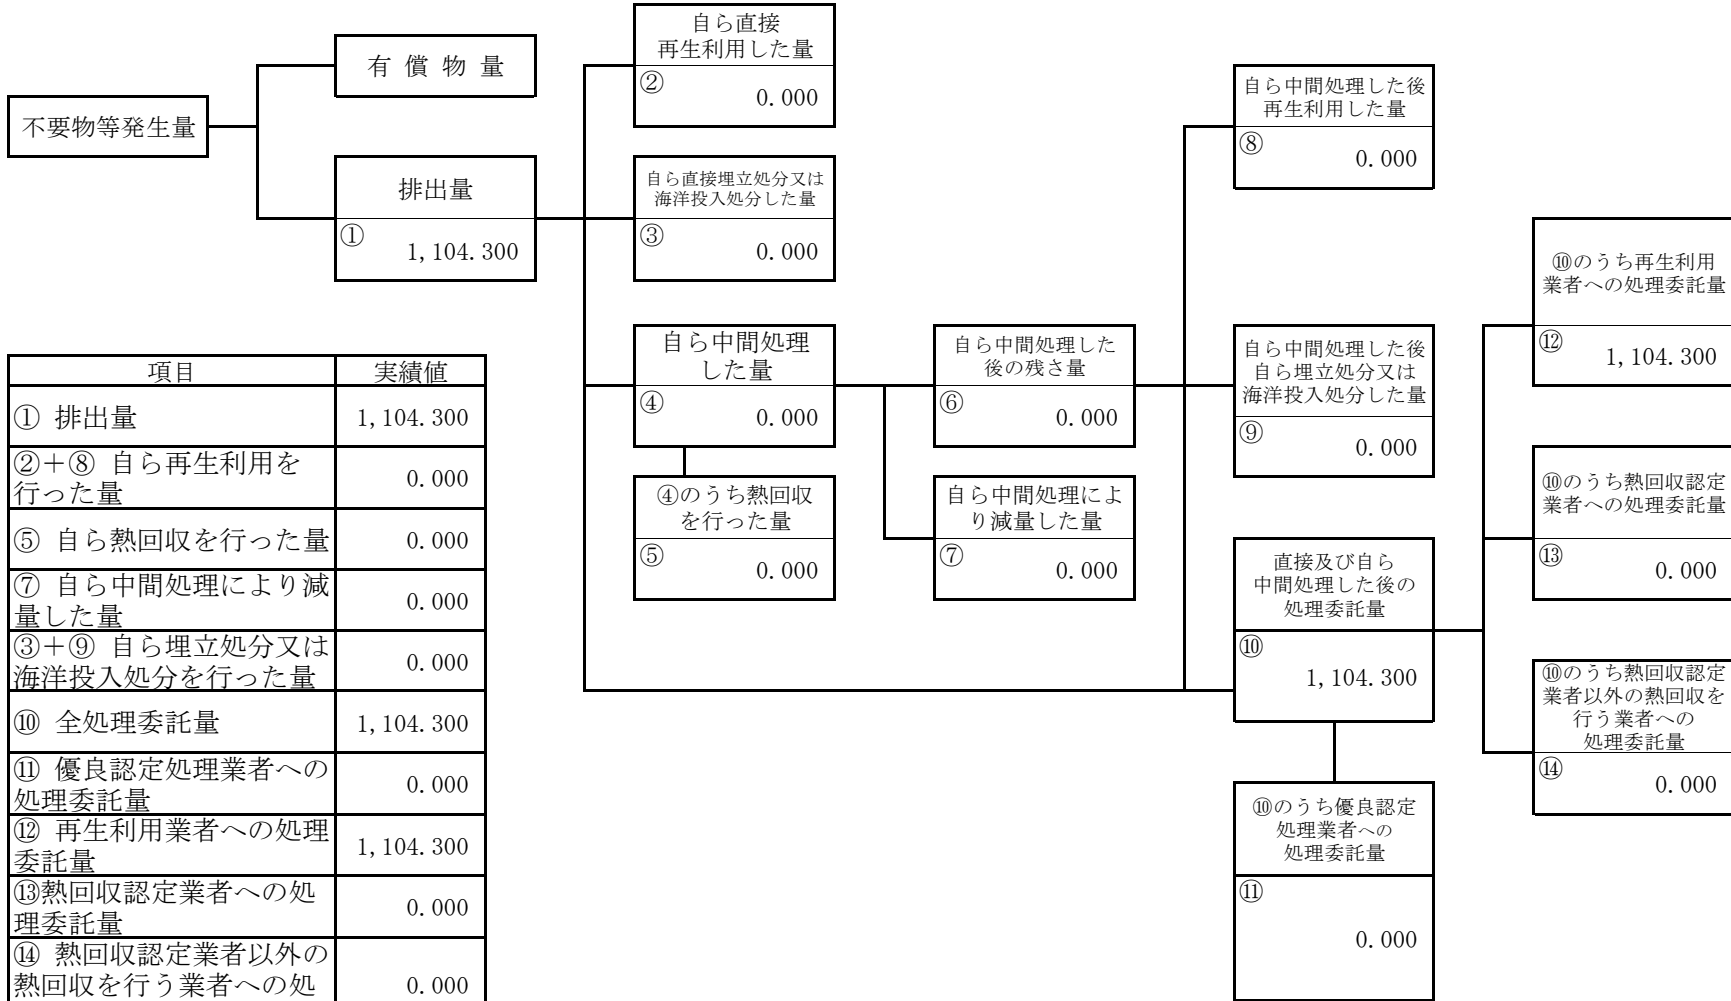 不要物等発生量
有 償 物 量
排出量
①
1,104.300
自ら直接
再生利用した量
②
0.000
自ら直接埋立処分又は
海洋投入処分した量
③
0.000
自ら中間処理
した量
④
0.000
④のうち熱回収
を行った量
⑤
0.000
自ら中間処理した
後の残さ量
⑥
0.000
自ら中間処理によ
り減量した量
⑦
0.000
自ら中間処理した後
再生利用した量
⑧
0.000
自ら中間処理した後
自ら埋立処分又は
海洋投入処分した量
⑨
0.000
直接及び自ら
中間処理した後の
処理委託量
⑩
1,104.300
⑩のうち優良認定
処理業者への
処理委託量
⑪
0.000
⑩のうち再生利用
業者への処理委託量
⑫
1,104.300
⑩のうち熱回収認定
業者への処理委託量
⑬
0.000
⑩のうち熱回収認定
業者以外の熱回収を
行う業者への
処理委託量
⑭
0.000
項目 実績値
① 排出量 1,104.300
②+⑧ 自ら再生利用を
行った量 0.000
⑤ 自ら熱回収を行った量 0.000
⑦ 自ら中間処理により減
量した量 0.000
③+⑨ 自ら埋立処分又は
海洋投入処分を行った量 0.000
⑩ 全処理委託量 1,104.300
⑪ 優良認定処理業者への
処理委託量 0.000
⑫ 再生利用業者への処理
委託量 1,104.300
⑬熱回収認定業者への処
理委託量 0.000
⑭ 熱回収認定業者以外の
熱回収を行う業者への処 0.000